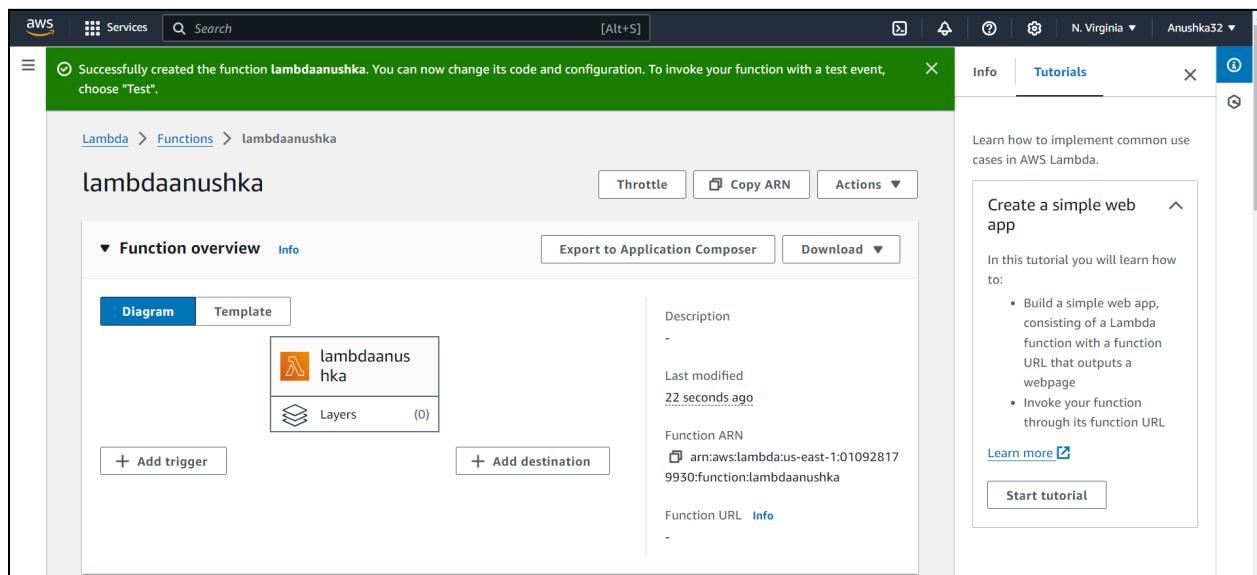 aws
Services
Search
[Alt+S]
N. Virginia ▼
Anushka32 ▼
Successfully created the function lambdaanushka. You can now change its code and configuration. To invoke your function with a test event,
choose "Test".
Lambda > Functions > lambdaanushka
lambdaanushka
Throttle
Copy ARN
Actions ▼
▼ Function overview Info
Export to Application Composer
Download ▼
Diagram
Template
lambdaanus
hka
Layers (0)
+ Add trigger
+ Add destination
Description
-
Last modified
22 seconds ago
Function ARN
arn:aws:lambda:us-east-1:01092817
9930:function:lambdaanushka
Function URL Info
-
Info
Tutorials
Learn how to implement common use
cases in AWS Lambda.
Create a simple web
app
In this tutorial you will learn how
to:
• Build a simple web app,
consisting of a Lambda
function with a function
URL that outputs a
webpage
• Invoke your function
through its function URL
Learn more
Start tutorial